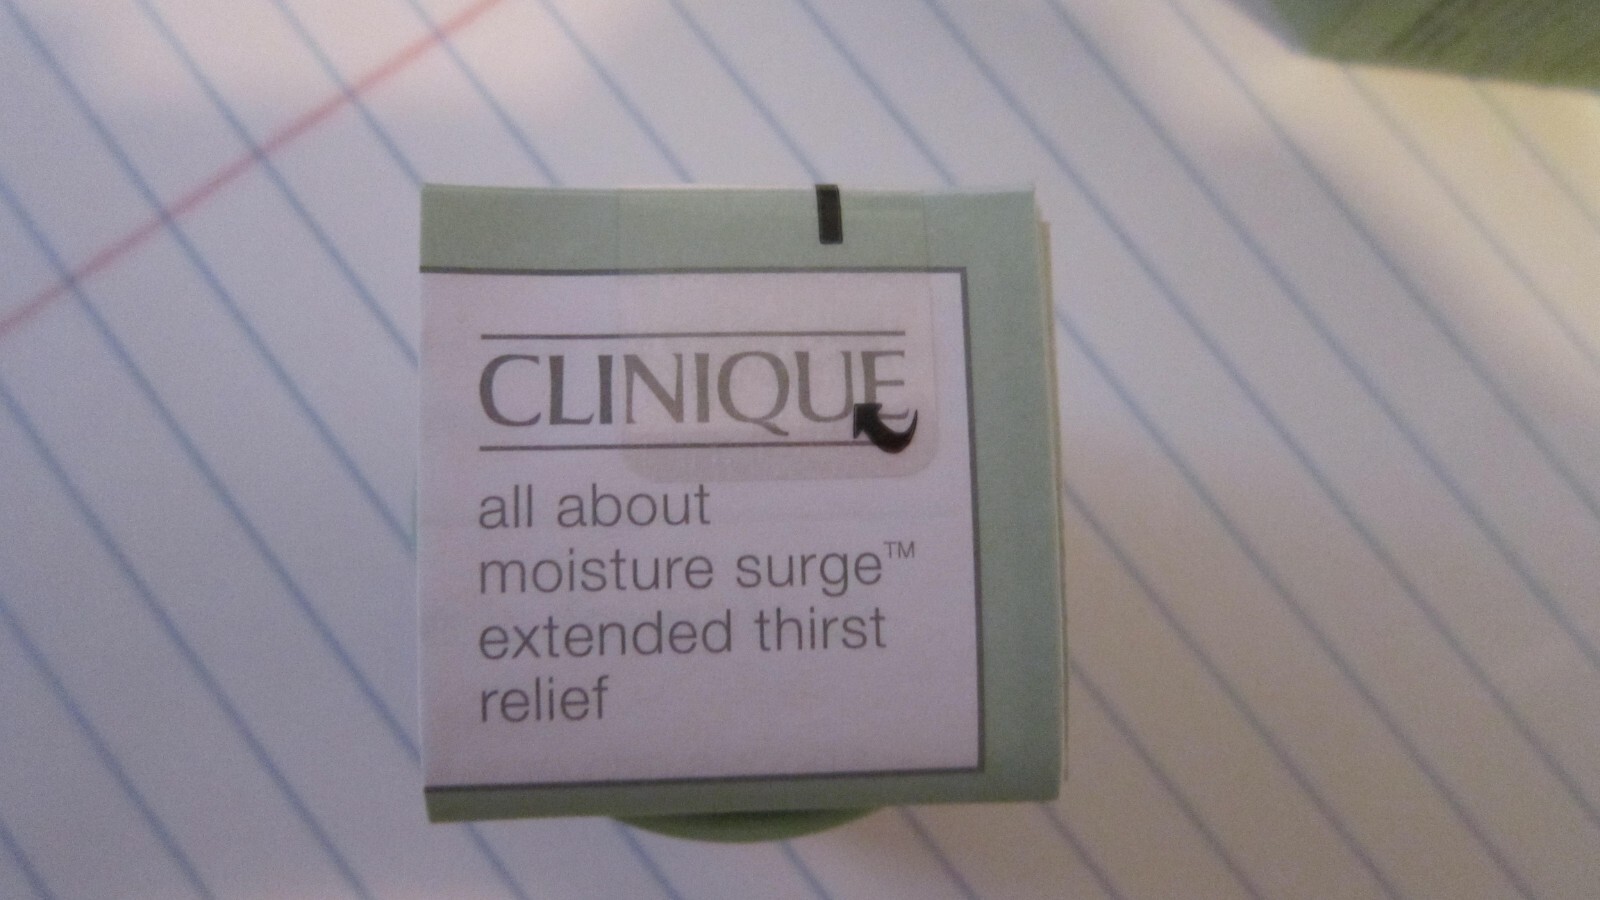 CLINIQUE
all about
moisture surge™
extended thirst
relief